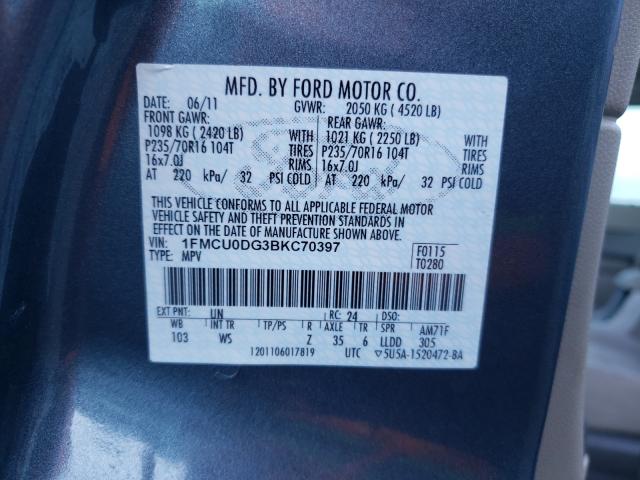 MFD. BY FORD MOTOR CO.
DATE: 06/11 GVWR: 2050 KG ( 4520 LB)
FRONT GAWR: REAR GAWR:
1098 KG ( 2420 LB) WITH 1021 KG ( 2250 LB) WITH
P235/70R16 104T TIRES P235/70R16 104T TIRES
16x7.0J RIMS 16x7.0J RIMS
AT 220 kPa/ 32 PSI COLD AT 220 kPa/ 32 PSI COLD
THIS VEHICLE CONFORMS TO ALL APPLICABLE FEDERAL MOTOR
VEHICLE SAFETY AND THEFT PREVENTION STANDARDS IN
EFFECT ON THE DATE OF MANUFACTURE SHOWN ABOVE.
VIN: 1FMCU0DG3BKC70397 F0115
TYPE: MPV T0280
EXT PNT: UN RC: 24 DSO:
WB INT TR TP/PS R AXLE TR SPR AM71F
103 WS Z 35 6 LLDD 305
1201106017819 UTC ▽5U5A-1520472-BA